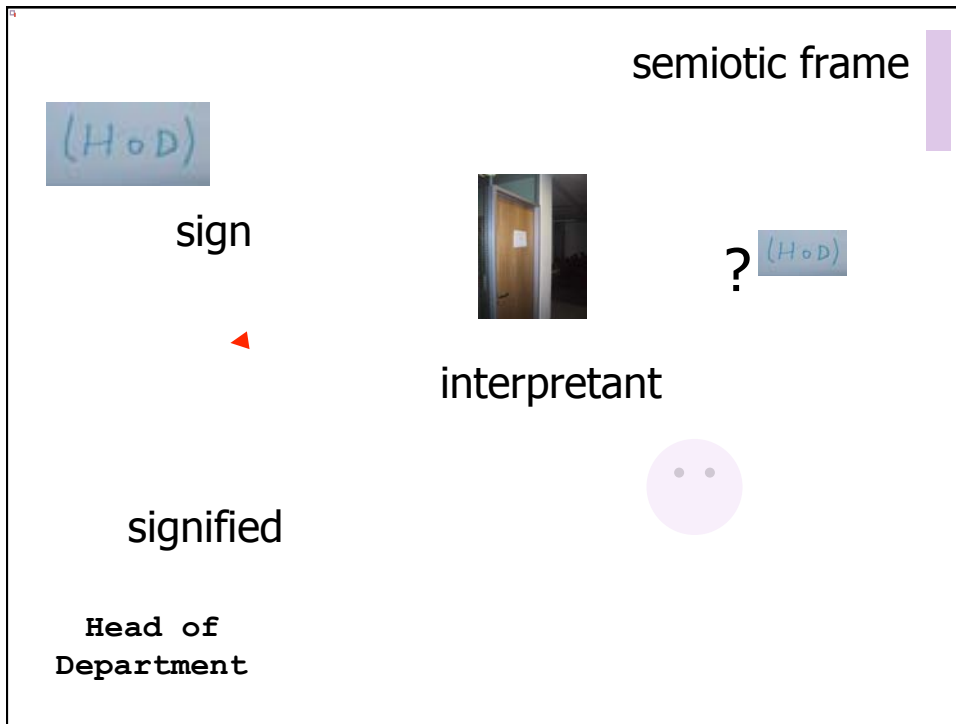 semiotic frame
(HoD)
sign
? (HoD)
interpretant
signified
Head of
Department